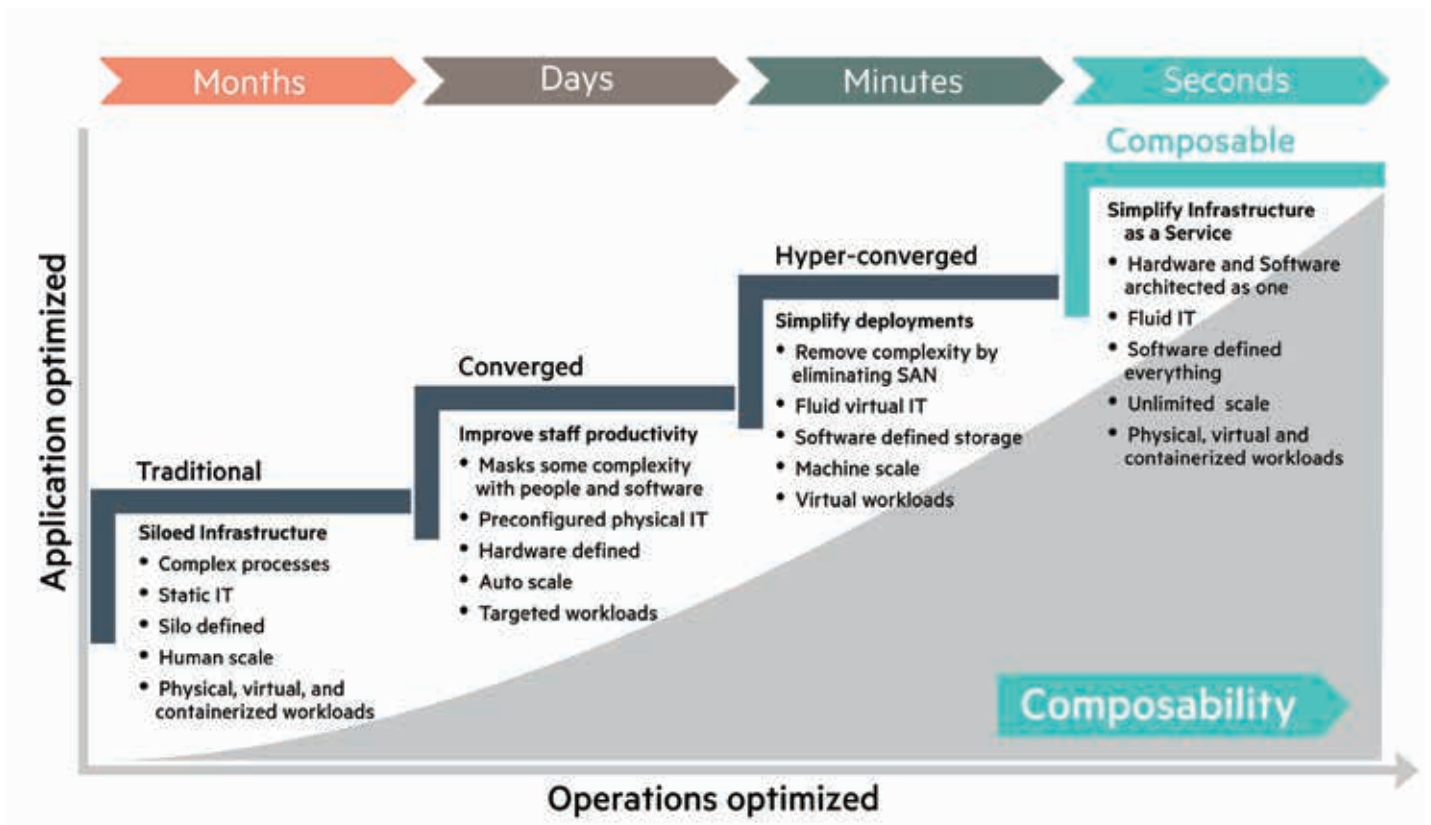 Months
Days
Minutes
Seconds
Application optimized
Traditional
Siloed Infrastructure
• Complex processes
• Static IT
• Silo defined
• Human scale
• Physical, virtual, and
containerized workloads
Converged
Improve staff productivity
• Masks some complexity
with people and software
• Preconfigured physical IT
• Hardware defined
• Auto scale
• Targeted workloads
Hyper-converged
Simplify deployments
• Remove complexity by
eliminating SAN
• Fluid virtual IT
• Software defined storage
• Machine scale
• Virtual workloads
Composable
Simplify Infrastructure
as a Service
• Hardware and Software
architected as one
• Fluid IT
• Software defined
everything
• Unlimited scale
• Physical, virtual and
containerized workloads
Composability
Operations optimized